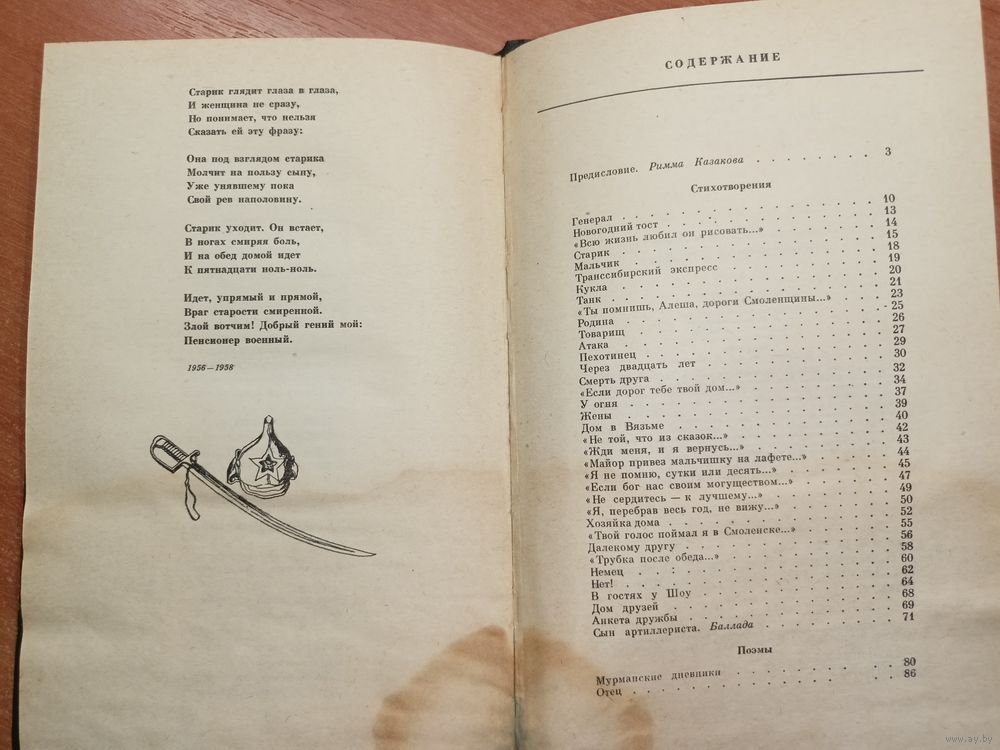 Старик глядит глаза в глаза,
И женщина не сразу,
Но понимает, что нельзя
Сказать ей эту фразу:
Она под взглядом старика
Молчит на пользу сыну,
Уже унявшему пока
Свой рев наполовину.
Старик уходит. Он встает,
В ногах смиряя боль,
И на обед домой идет
К пятнадцати ноль-ноль.
Идет, упрямый и прямой,
Враг старости смиренной.
Злой вотчим! Добрый гений мой:
Пенсионер военный.
1956—1958
СОДЕРЖАНИЕ
Предисловие. Римма Казакова . . . . . . . . 3
Стихотворения
Генерал . . . . . . . . . . 10
Новогодний тост . . . . . . . . . . 13
«Всю жизнь любил он рисовать...» . . . . . . . . 14
Старик . . . . . . . . . . 15
Мальчик . . . . . . . . . . 18
Транссибирский экспресс . . . . . . . . 19
Кукла . . . . . . . . . . 20
Танк . . . . . . . . . . 21
«Ты помнишь, Алеша, дороги Смоленщины...» . . . . 23
Родина . . . . . . . . . . 25
Товарищ . . . . . . . . . . 26
Атака . . . . . . . . . . 27
Пехотинец . . . . . . . . . . 29
Через двадцать лет . . . . . . . . . . 30
Смерть друга . . . . . . . . . . 32
«Если дорог тебе твой дом...» . . . . . . . . 34
У огня . . . . . . . . . . 37
Жены . . . . . . . . . . 39
Дом в Вязьме . . . . . . . . . . 40
«Не той, что из сказок...» . . . . . . . . 42
«Жди меня, и я вернусь...» . . . . . . . . 43
«Майор привез мальчишку на лафете...» . . . . . . 44
«Я не помню, сутки или десять...» . . . . . . 45
«Если бог нас своим могуществом...» . . . . . . 47
«Не сердитесь — к лучшему...» . . . . . . . . 49
«Я, перебрав весь год, не вижу...» . . . . . . 50
Хозяйка дома . . . . . . . . . . 52
«Твой голос поймал я в Смоленске...» . . . . . . 55
Далекому другу . . . . . . . . . . 56
«Трубка после обеда...» . . . . . . . . 58
Немец . . . . . . . . . . 60
Нет! . . . . . . . . . . 62
В гостях у Шоу . . . . . . . . . . 64
Дом друзей . . . . . . . . . . 68
Анкета дружбы . . . . . . . . . . 69
Сын артиллериста. Баллада . . . . . . . . 71
Поэмы
Мурманские дневники . . . . . . . . 80
Отец . . . . . . . . . . 86
www.ay.by